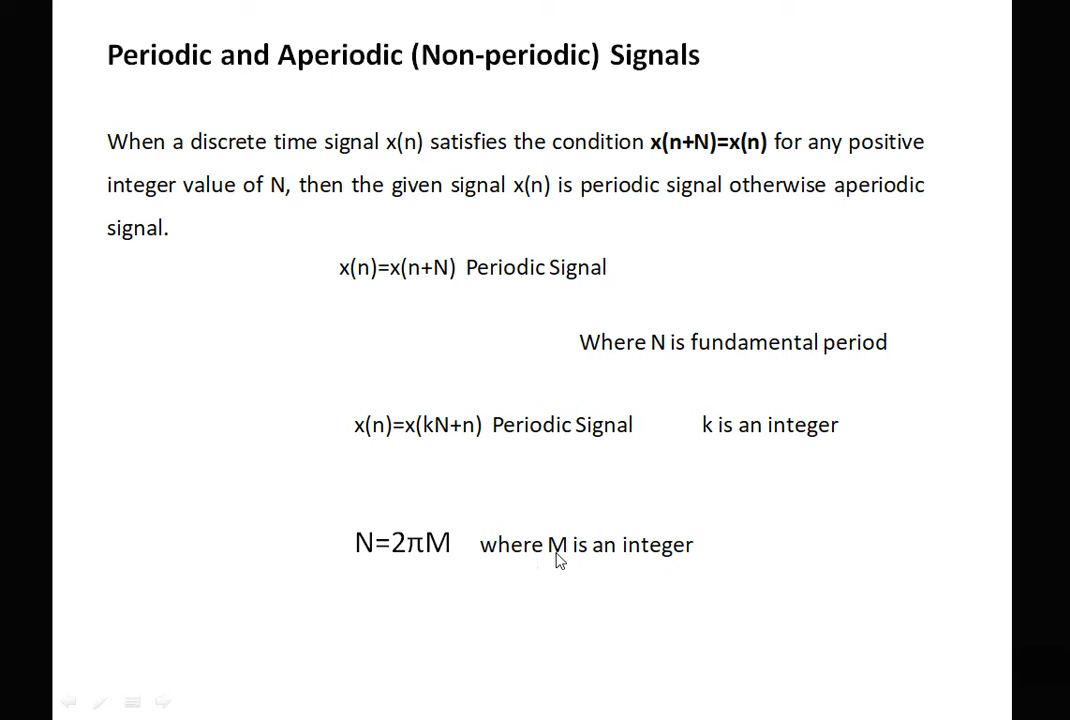 Periodic and Aperiodic (Non-periodic) Signals
When a discrete time signal x(n) satisfies the condition x(n+N)=x(n) for any positive
integer value of N, then the given signal x(n) is periodic signal otherwise aperiodic
signal.
x(n)=x(n+N) Periodic Signal
Where N is fundamental period
x(n)=x(kN+n) Periodic Signal k is an integer
N=2πM where M is an integer